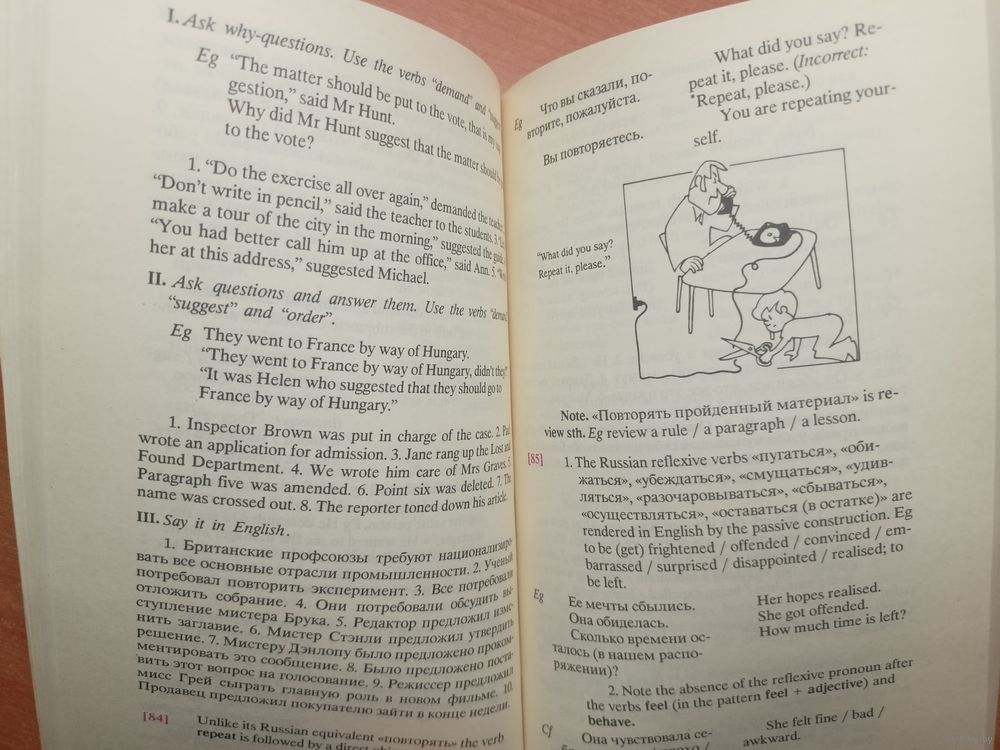 I. Ask why-questions. Use the verbs "demand" and
Eg "The matter should be put to the vote, that is my
gestion," said Mr Hunt.
Why did Mr Hunt suggest that the matter should be
to the vote?
1. "Do the exercise all over again," demanded the
"Don't write in pencil," said the teacher to the students. 3.
make a tour of the city in the morning," suggested the
"You had better call him up at the office," said Ann. 5.
her at this address," suggested Michael.
II. Ask questions and answer them. Use the verbs
"suggest" and "order".
Eg They went to France by way of Hungary.
"They went to France by way of Hungary, didn't they?"
"It was Helen who suggested that they should go to
France by way of Hungary."
1. Inspector Brown was put in charge of the case. 2.
wrote an application for admission. 3. Jane rang up the Lost and
Found Department. 4. We wrote him care of Mrs Graves. 5.
Paragraph five was amended. 6. Point six was deleted. 7. The
name was crossed out. 8. The reporter toned down his article.
III. Say it in English.
1. Британские профсоюзы требуют национализиро-
вать все основные отрасли промышленности. 2. Ученый
потребовал повторить эксперимент. 3. Все потребовали
отложить собрание. 4. Они потребовали обсудить вы-
ступление мистера Брука. 5. Редактор предложил изме-
нить заглавие. 6. Мистер Стэнли предложил утвердить
решение. 7. Мистеру Дэнлопу было предложено проком-
ментировать это сообщение. 8. Было предложено поста-
вить этот вопрос на голосование. 9. Режиссер предложил
мисс Грей сыграть главную роль в новом фильме. 10.
Продавец предложил покупателю зайти в конце недели.
[84] Unlike its Russian equivalent «повторять» the verb
repeat is followed by a direct
Eg Что вы сказали, по-
вторите, пожалуйста.
Вы повторяетесь.
What did you say? Re-
peat it, please. (Incorrect:
*Repeat, please.)
You are repeating your-
self.
"What did you say?
Repeat it, please."
Note. «Повторять пройденный материал» is re-
view sth. Eg review a rule / a paragraph / a lesson.
[85] 1. The Russian reflexive verbs «пугаться», «оби-
жаться», «убеждаться», «смущаться», «удив-
ляться», «разочаровываться», «сбываться»,
«осуществляться», «оставаться (в остатке)» are
rendered in English by the passive construction. Eg
to be (get) frightened / offended / convinced / em-
barrassed / surprised / disappointed / realised; to
be left.
Eg Ее мечты сбылись.
Она обиделась.
Сколько времени ос-
талось (в нашем распо-
ряжении)?
Her hopes realised.
She got offended.
How much time is left?
2. Note the absence of the reflexive pronoun after
the verbs feel (in the pattern feel + adjective) and
behave.
Cf Она чувствовала се-
She felt fine / bad /
awkward.